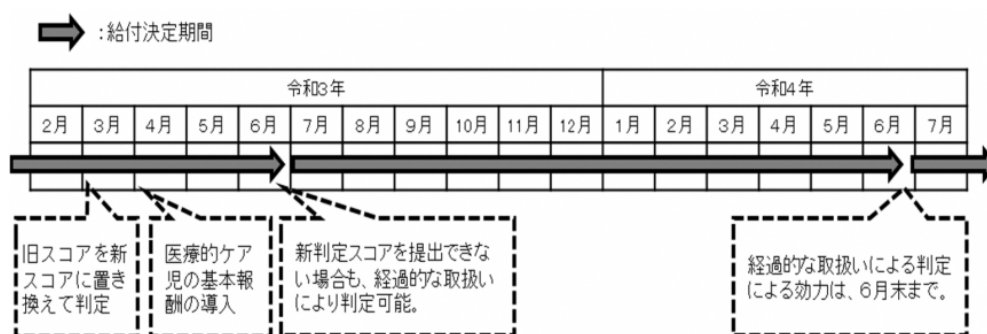 ：給付決定期間
令和3年 令和4年
2月 3月 4月 5月 6月 7月 8月 9月 10月 11月 12月 1月 2月 3月 4月 5月 6月 7月
旧スコアを新
スコアに置き
換えて判定
医療的ケア
児の基本報
酬の導入
新判定スコアを提出できな
い場合も、経過的な取扱い
により判定可能。
経過的な取扱いによる判定
による効力は、6月末まで。